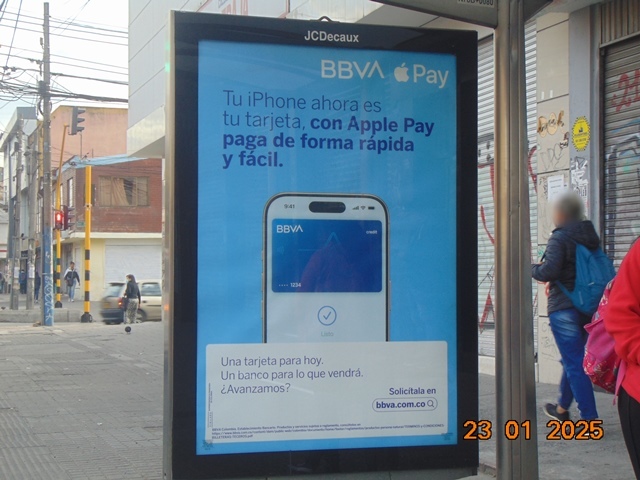 JCDecaux
BBVA Pay
Tu iPhone ahora es
tu tarjeta, con Apple Pay
paga de forma rápida
y fácil.
9:41
BBVA credit
•••• 1234
Una tarjeta para hoy.
Un banco para lo que vendrá.
¿Avanzamos?
Solicítala en
bbva.com.co
23 01 2025